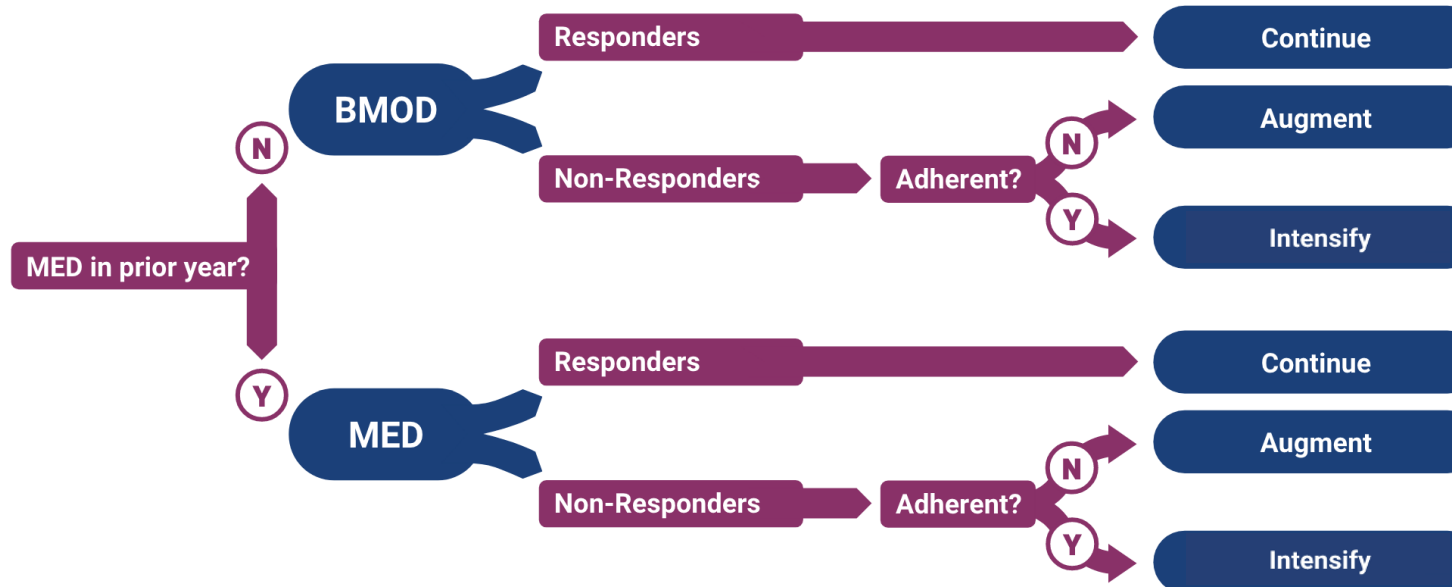 Responders
Continue
BMOD
Augment
N
N
Non-Responders
Adherent?
Y
Intensify
MED in prior year?
Responders
Continue
Y
MED
Augment
N
Non-Responders
Adherent?
Y
Intensify